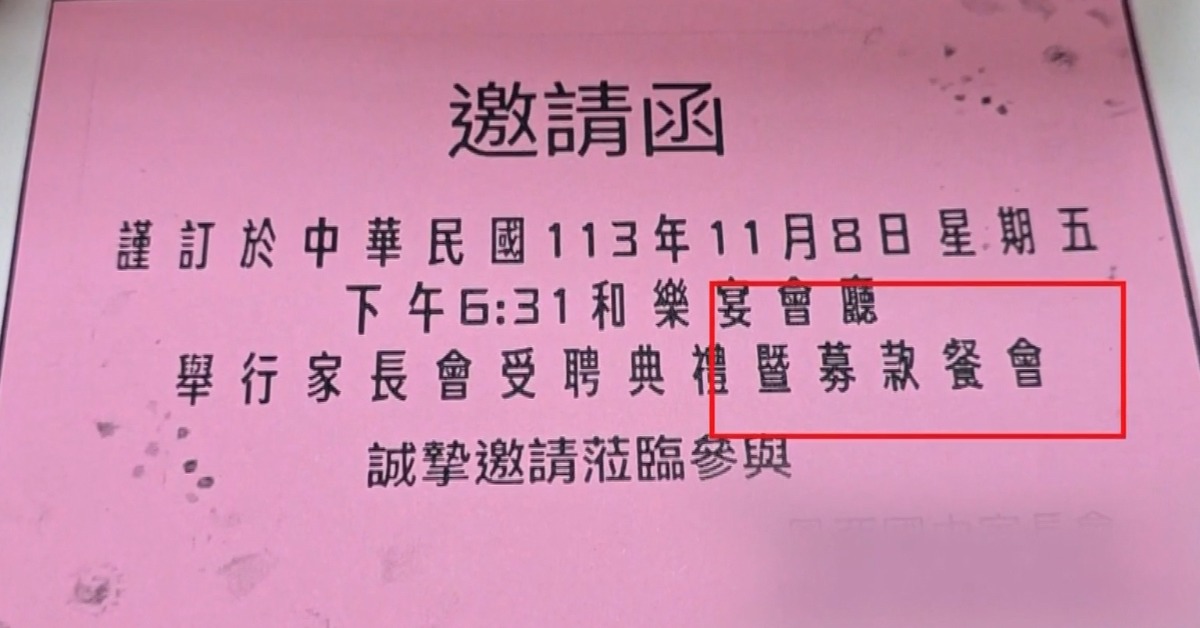 邀請函
謹訂於中華民國113年11月8日星期五
下午6:31和樂宴會廳
舉行家長會受聘典禮暨募款餐會
誠摯邀請蒞臨參與